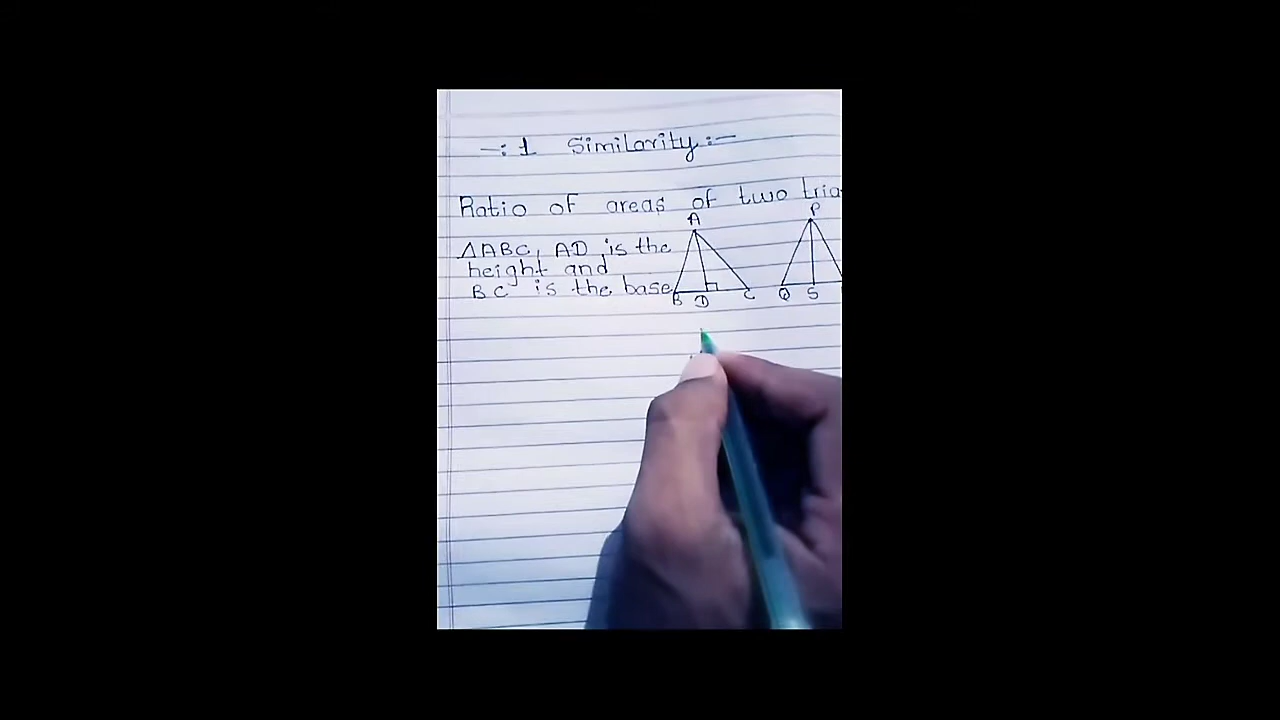 -: 1 Similarity :-
Ratio of areas of two tria
ΔABC, AD is the
height and
BC is the base
A
B D C
P
Q S